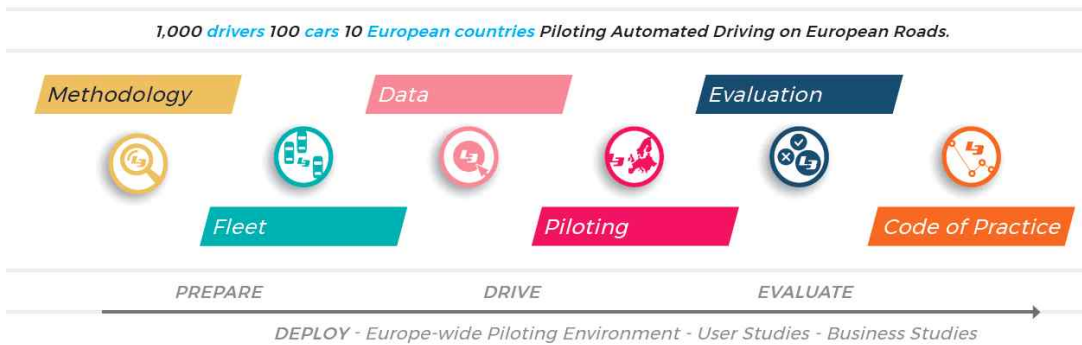 1,000 drivers 100 cars 10 European countries Piloting Automated Driving on European Roads.
Methodology
Data
Evaluation
Fleet
Piloting
Code of Practice
PREPARE
DRIVE
EVALUATE
DEPLOY - Europe-wide Piloting Environment - User Studies - Business Studies